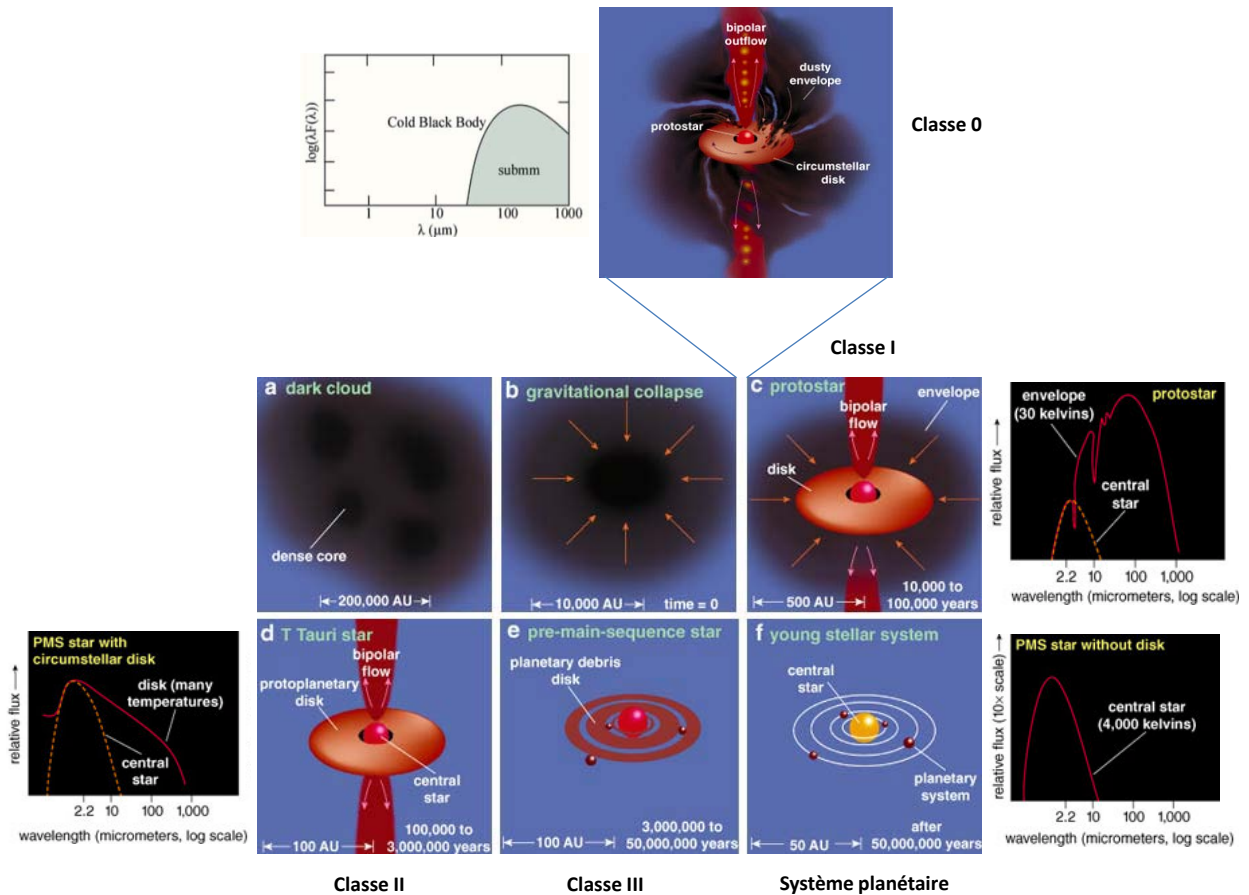 bipolar
outflow
dusty
envelope
protostar
circumstellar
disk
Classe 0
log(λF(λ))
Cold Black Body
submm
1
10
100
1000
λ (μm)
Classe I
a dark cloud
dense core
200,000 AU
b gravitational collapse
10,000 AU
time = 0
c protostar
bipolar
flow
envelope
disk
500 AU
10,000 to
100,000 years
relative flux
envelope
(30 kelvins)
protostar
central
star
2.2
10
100
1,000
wavelength (micrometers, log scale)
PMS star with
circumstellar disk
relative flux
disk (many
temperatures)
central
star
2.2
10
100
1,000
wavelength (micrometers, log scale)
d T Tauri star
bipolar
flow
protoplanetary
disk
central
star
100 AU
100,000 to
3,000,000 years
e pre-main-sequence star
planetary debris
disk
100 AU
3,000,000 to
50,000,000 years
f young stellar system
central
star
planetary
system
50 AU
after
50,000,000 years
relative flux (10× scale)
PMS star without disk
central star
(4,000 kelvins)
2.2
10
100
1,000
wavelength (micrometers, log scale)
Classe II
Classe III
Système planétaire